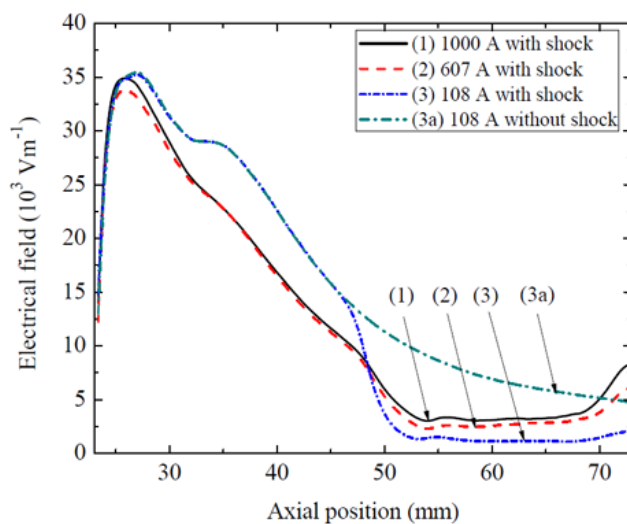 40
35
30
25
20
15
10
5
0
Electrical field (10³ Vm⁻¹)
(1) 1000 A with shock
(2) 607 A with shock
(3) 108 A with shock
(3a) 108 A without shock
(1) (2) (3) (3a)
30 40 50 60 70
Axial position (mm)